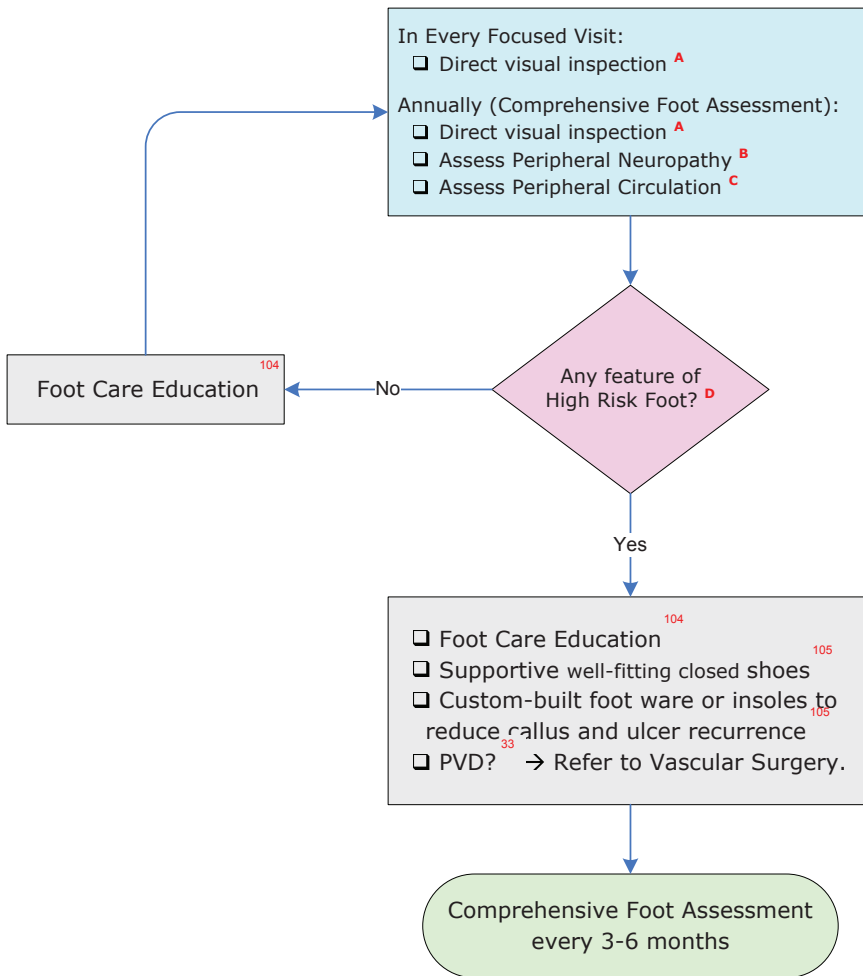 In Every Focused Visit:
❑ Direct visual inspection A
Annually (Comprehensive Foot Assessment):
❑ Direct visual inspection A
❑ Assess Peripheral Neuropathy B
❑ Assess Peripheral Circulation C
Any feature of
High Risk Foot? D
No
Foot Care Education 104
Yes
❑ Foot Care Education 104
❑ Supportive well-fitting closed shoes 105
❑ Custom-built foot ware or insoles to
reduce callus and ulcer recurrence 105
❑ PVD? 33 → Refer to Vascular Surgery.
Comprehensive Foot Assessment
every 3-6 months